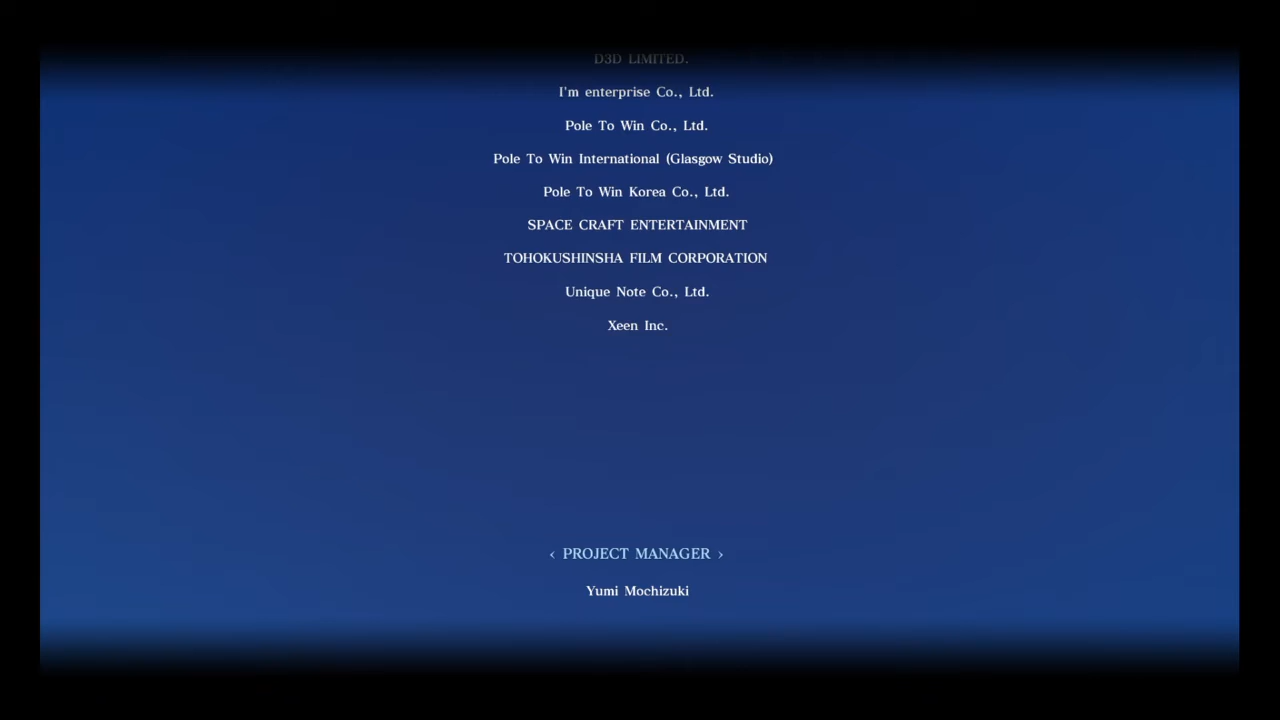 D3D LIMITED.
I'm enterprise Co., Ltd.
Pole To Win Co., Ltd.
Pole To Win International (Glasgow Studio)
Pole To Win Korea Co., Ltd.
SPACE CRAFT ENTERTAINMENT
TOHOKUSHINSHA FILM CORPORATION
Unique Note Co., Ltd.
Xeen Inc.
‹ PROJECT MANAGER ›
Yumi Mochizuki